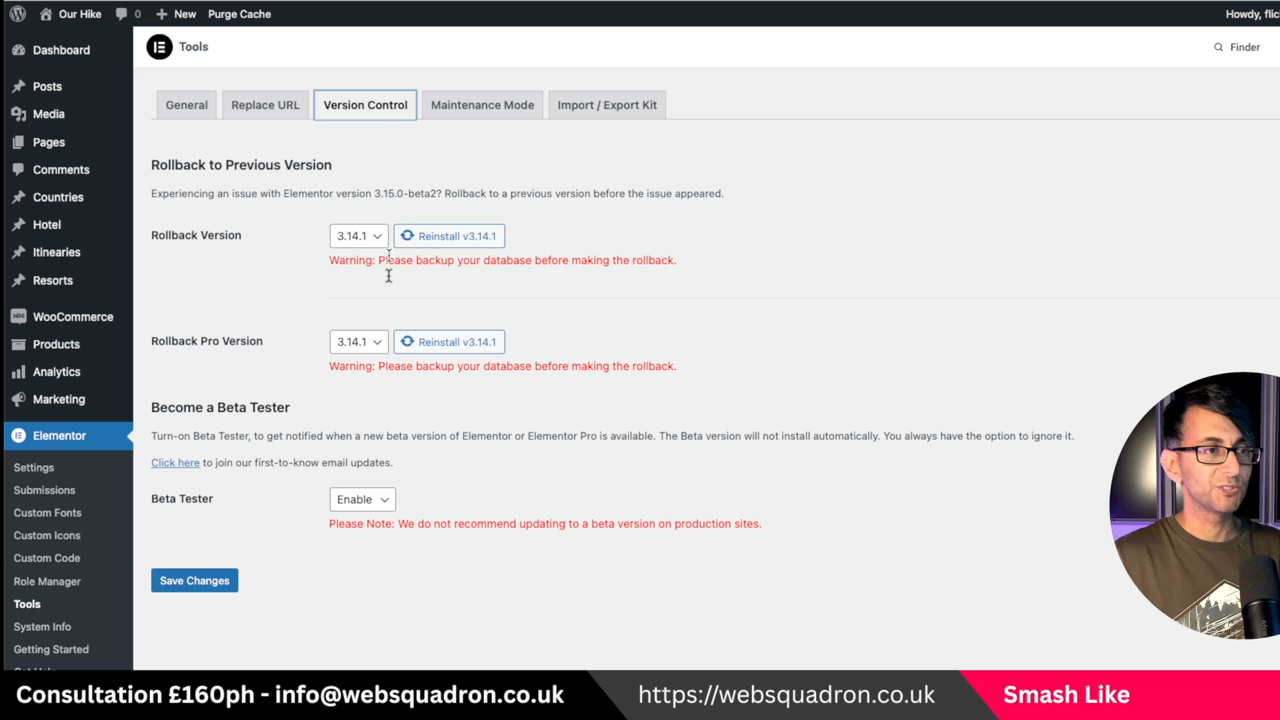 Our Hike 0 New Purge Cache Howdy, flic
Dashboard
Posts
Media
Pages
Comments
Countries
Hotel
Itinearies
Resorts
WooCommerce
Products
Analytics
Marketing
Elementor
Settings
Submissions
Custom Fonts
Custom Icons
Custom Code
Role Manager
Tools
System Info
Getting Started
Tools
Finder
General Replace URL Version Control Maintenance Mode Import / Export Kit
Rollback to Previous Version
Experiencing an issue with Elementor version 3.15.0-beta2? Rollback to a previous version before the issue appeared.
Rollback Version 3.14.1 Reinstall v3.14.1
Warning: Please backup your database before making the rollback.
Rollback Pro Version 3.14.1 Reinstall v3.14.1
Warning: Please backup your database before making the rollback.
Become a Beta Tester
Turn-on Beta Tester, to get notified when a new beta version of Elementor or Elementor Pro is available. The Beta version will not install automatically. You always have the option to ignore it.
Click here to join our first-to-know email updates.
Beta Tester Enable
Please Note: We do not recommend updating to a beta version on production sites.
Save Changes
Consultation £160ph - info@websquadron.co.uk https://websquadron.co.uk Smash Like